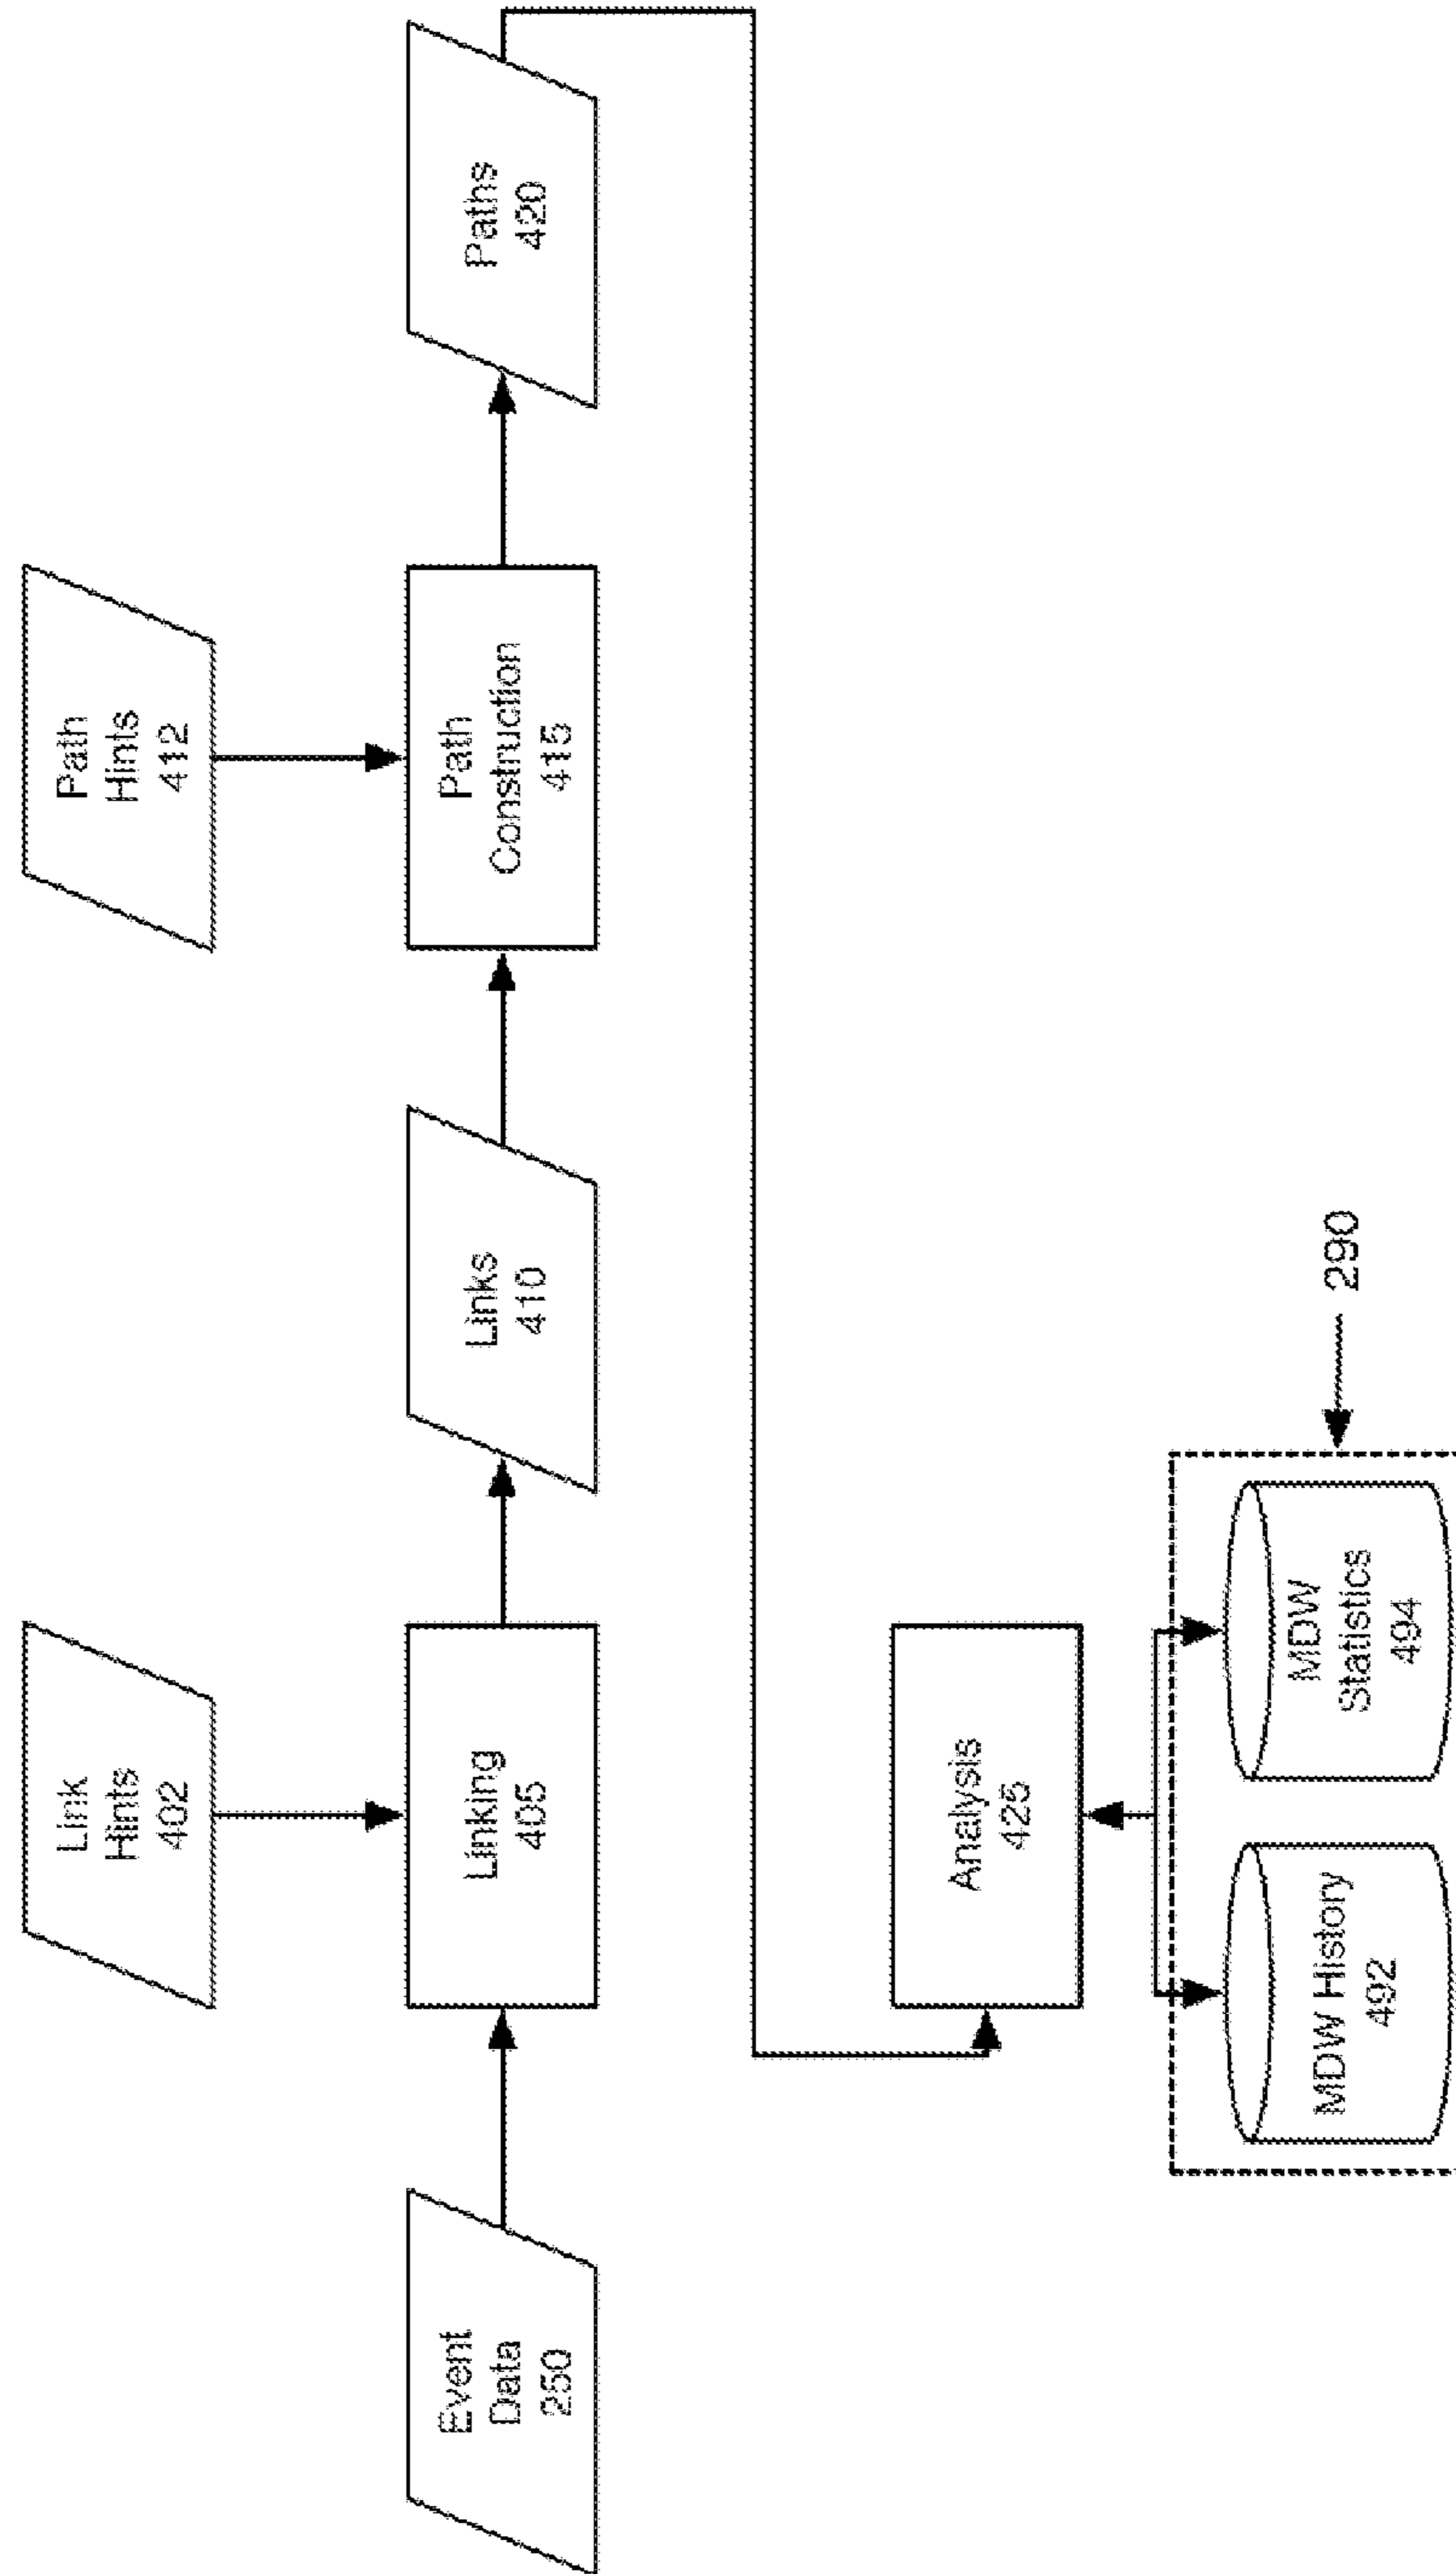 Link
Hints
402
Path
Hints
412
Event
Data
250
Linking
405
Links
410
Path
Construction
415
Paths
420
Analysis
425
MDW History
492
MDW
Statistics
494
290